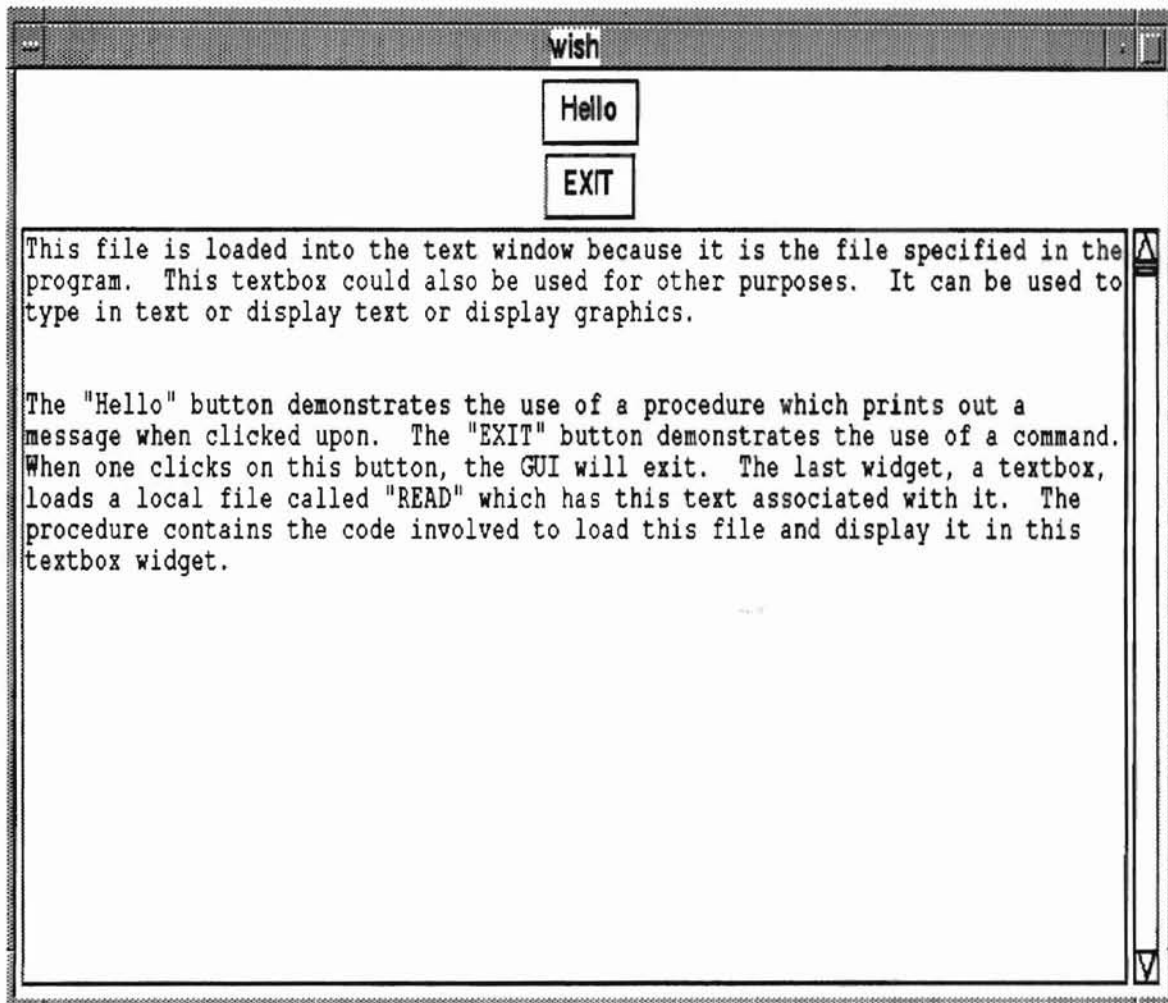 wish
Hello
EXIT
This file is loaded into the text window because it is the file specified in the
program.  This textbox could also be used for other purposes.  It can be used to
type in text or display text or display graphics.
The "Hello" button demonstrates the use of a procedure which prints out a
message when clicked upon.  The "EXIT" button demonstrates the use of a command.
When one clicks on this button, the GUI will exit.  The last widget, a textbox,
loads a local file called "READ" which has this text associated with it.  The
procedure contains the code involved to load this file and display it in this
textbox widget.